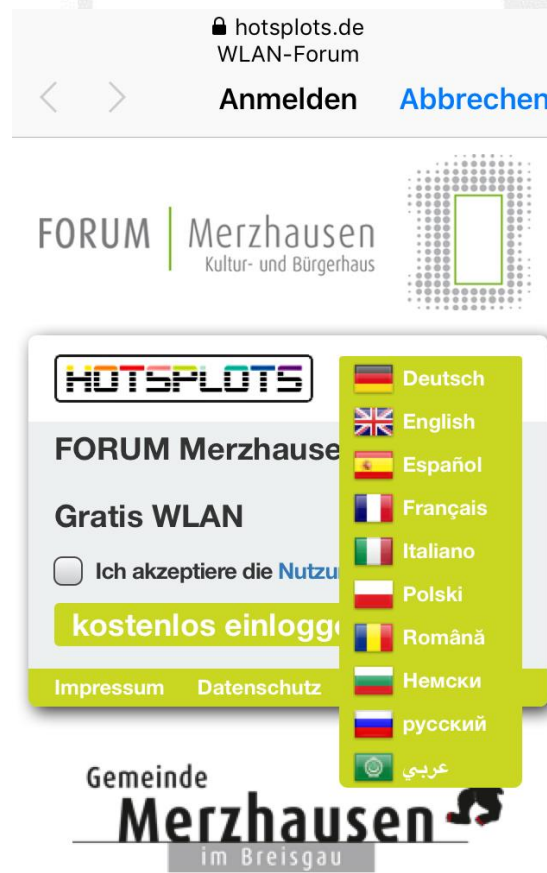 hotsplots.de
WLAN-Forum
Anmelden Abbrechen
FORUM Merzhausen
Kultur- und Bürgerhaus
HOTSPLOTS
FORUM Merzhause
Gratis WLAN
Ich akzeptiere die Nutzu
kostenlos einlogge
Impressum Datenschutz
Deutsch
English
Español
Français
Italiano
Polski
Română
Немски
русский
عربي
Gemeinde
Merzhausen
im Breisgau